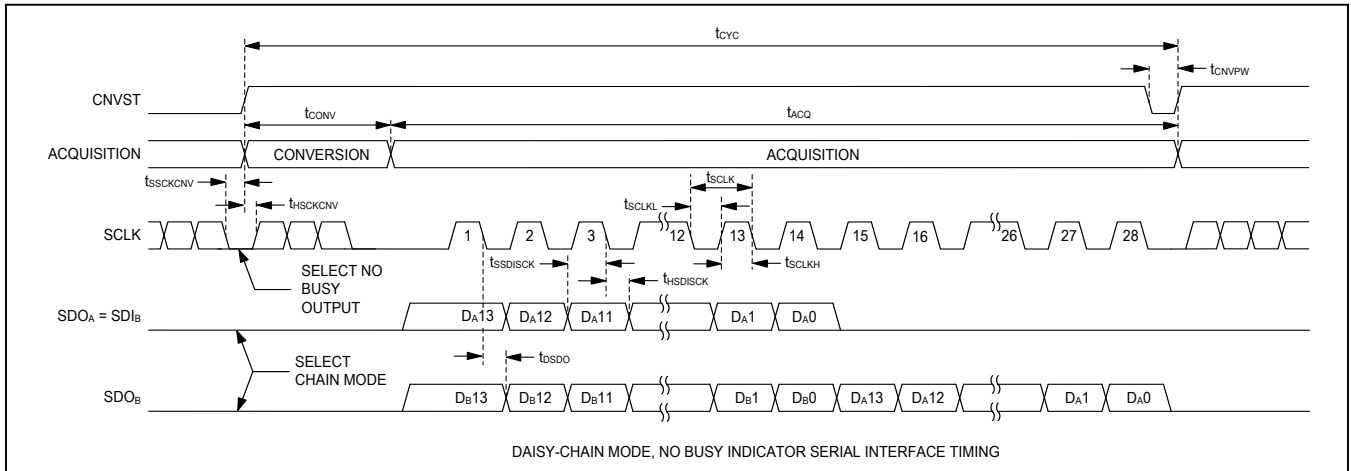 tCYC
tCNVPW
CNVST
tCONV
tACQ
ACQUISITION CONVERSION ACQUISITION
tSSCKCNV
tHSCKCNV
tSCLK
tSCLKL
SCLK 1 2 3 12 13 14 15 16 26 27 28
tSSDISCK
tSCLKH
tHSDISCK
SELECT NO
BUSY
OUTPUT
SDOA = SDIB DA13 DA12 DA11 DA1 DA0
tDSDO
SELECT
CHAIN MODE
SDOB DB13 DB12 DB11 DB1 DB0 DA13 DA12 DA1 DA0
DAISY-CHAIN MODE, NO BUSY INDICATOR SERIAL INTERFACE TIMING